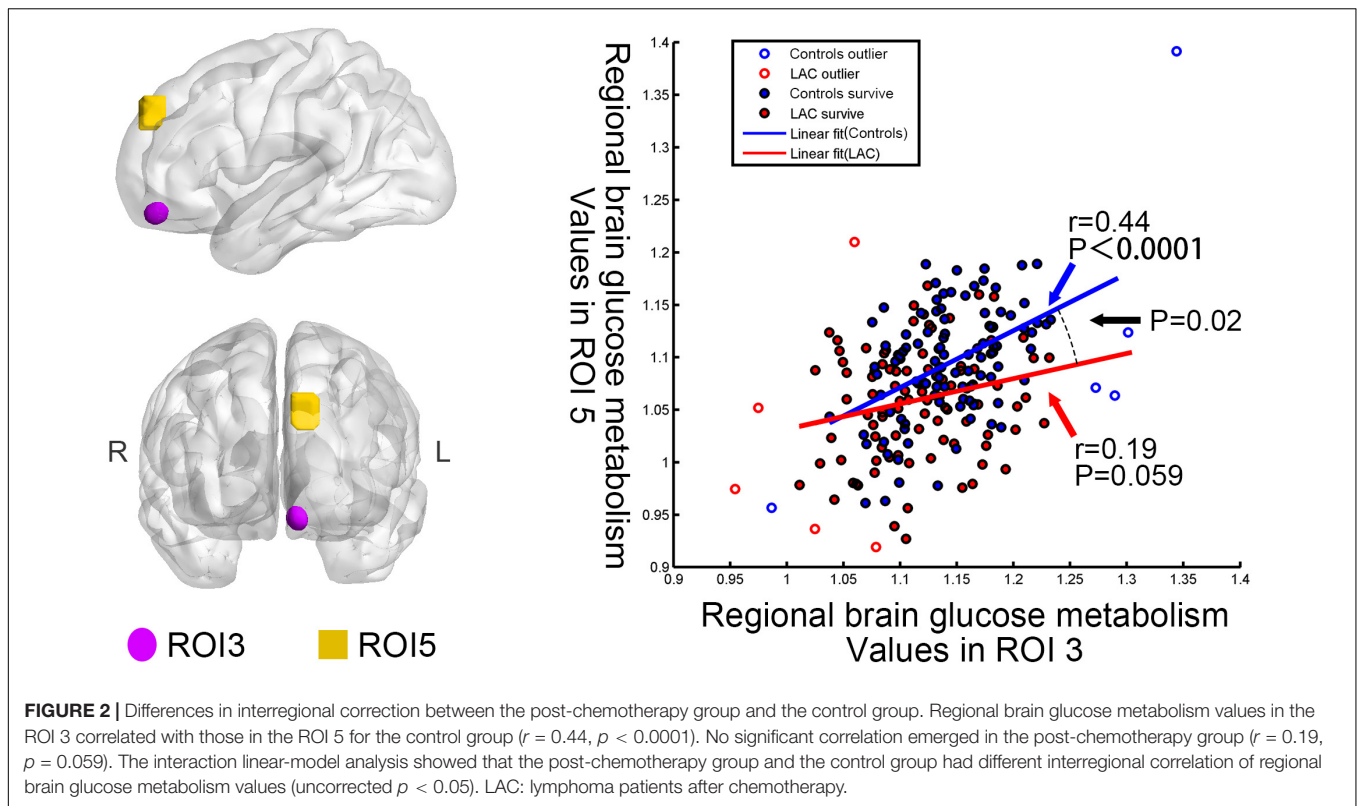 R
L
ROI3
ROI5
Regional brain glucose metabolism
Values in ROI 5
1.4
1.35
1.3
1.25
1.2
1.15
1.1
1.05
1
0.95
0.9
Controls outlier
LAC outlier
Controls survive
LAC survive
Linear fit(Controls)
Linear fit(LAC)
r=0.44
P<0.0001
P=0.02
r=0.19
P=0.059
0.9 0.95 1 1.05 1.1 1.15 1.2 1.25 1.3 1.35 1.4
Regional brain glucose metabolism
Values in ROI 3
FIGURE 2 | Differences in interregional correction between the post-chemotherapy group and the control group. Regional brain glucose metabolism values in the
ROI 3 correlated with those in the ROI 5 for the control group (r = 0.44, p < 0.0001). No significant correlation emerged in the post-chemotherapy group (r = 0.19,
p = 0.059). The interaction linear-model analysis showed that the post-chemotherapy group and the control group had different interregional correlation of regional
brain glucose metabolism values (uncorrected p < 0.05). LAC: lymphoma patients after chemotherapy.